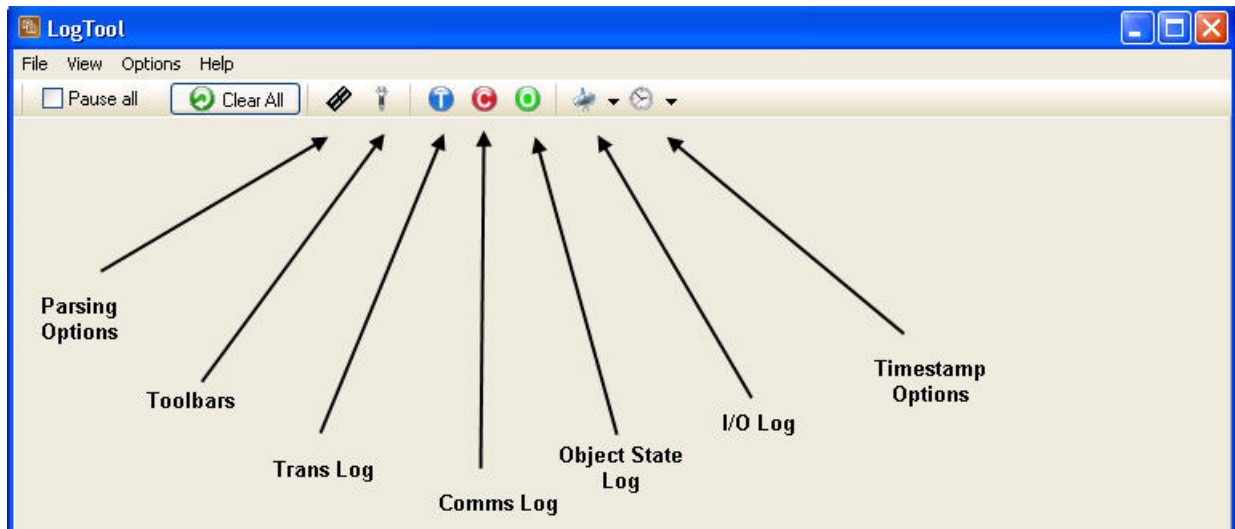 LogTool
File View Options Help
Pause all Clear All T C O
Parsing
Options
Toolbars
Trans Log
Comms Log
Object State
Log
I/O Log
Timestamp
Options